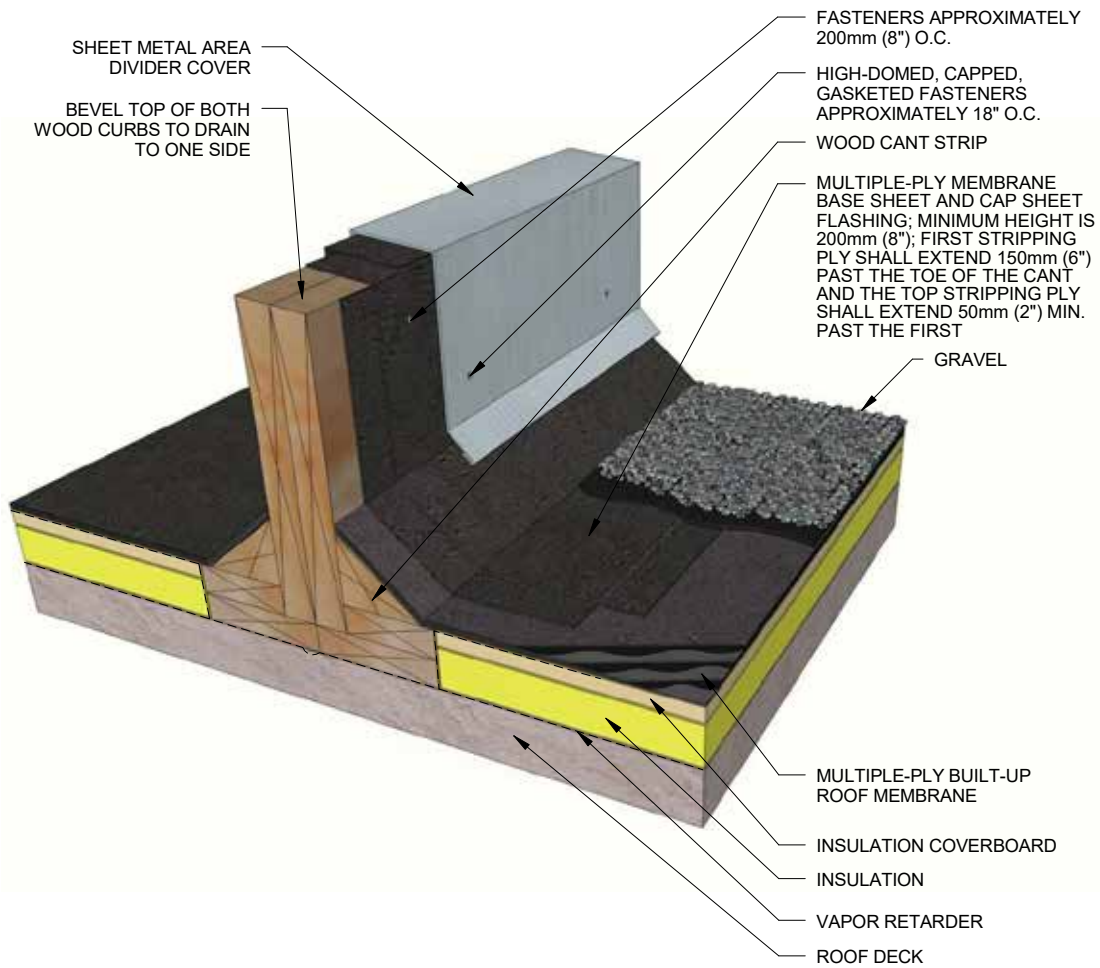 SHEET METAL AREA
DIVIDER COVER
BEVEL TOP OF BOTH
WOOD CURBS TO DRAIN
TO ONE SIDE
FASTENERS APPROXIMATELY
200mm (8") O.C.
HIGH-DOMED, CAPPED,
GASKETED FASTENERS
APPROXIMATELY 18" O.C.
WOOD CANT STRIP
MULTIPLE-PLY MEMBRANE
BASE SHEET AND CAP SHEET
FLASHING; MINIMUM HEIGHT IS
200mm (8"); FIRST STRIPPING
PLY SHALL EXTEND 150mm (6")
PAST THE TOE OF THE CANT
AND THE TOP STRIPPING PLY
SHALL EXTEND 50mm (2") MIN.
PAST THE FIRST
GRAVEL
MULTIPLE-PLY BUILT-UP
ROOF MEMBRANE
INSULATION COVERBOARD
INSULATION
VAPOR RETARDER
ROOF DECK